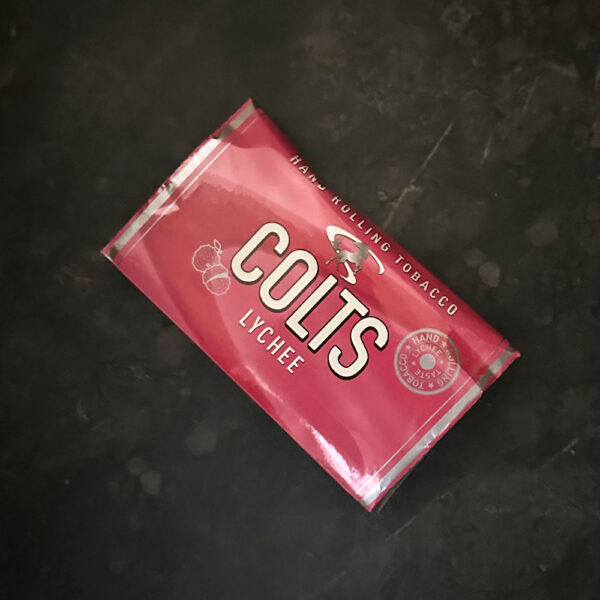 HAND ROLLING TOBACCO
COLTS
LYCHEE
HAND ROLLING TOBACCO
LYCHEE TASTE